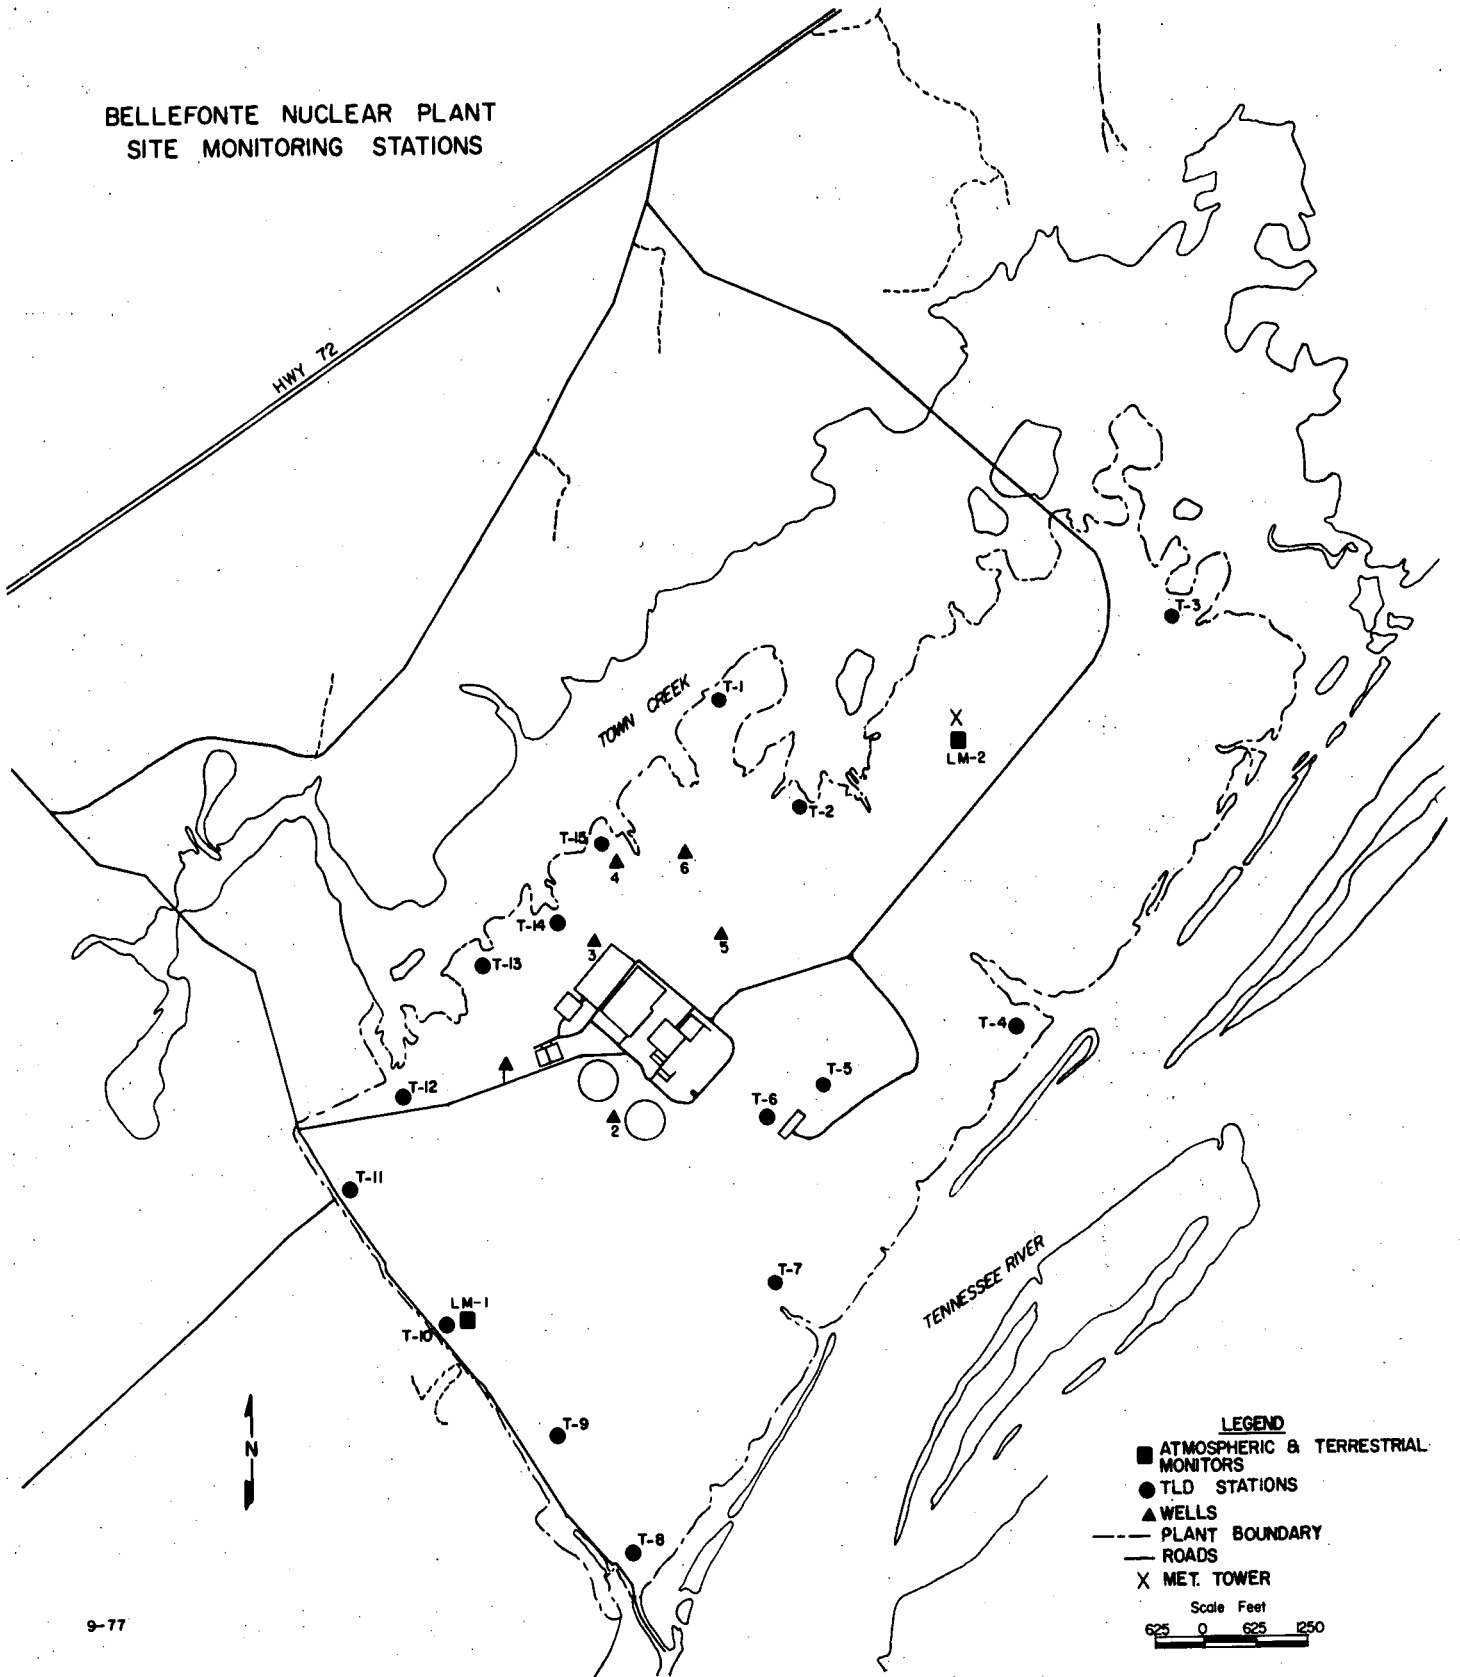 BELLEFONTE NUCLEAR PLANT
SITE MONITORING STATIONS
HWY 72
TOWN CREEK
T-1
T-3
X
LM-2
T-2
T-15
4
6
T-14
3
5
T-13
T-4
T-5
T-12
T-6
1
2
T-11
T-7
TENNESSEE RIVER
LM-1
T-10
T-9
N
T-8
LEGEND
ATMOSPHERIC & TERRESTRIAL
MONITORS
TLD STATIONS
WELLS
PLANT BOUNDARY
ROADS
X MET. TOWER
Scale Feet
625 0 625 1250
9-77